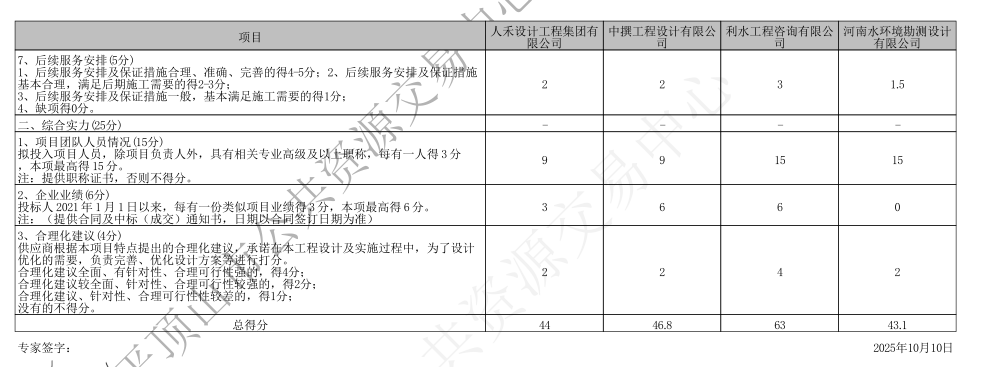 项目 人禾设计工程集团有限公司 中撰工程设计有限公司 利水工程咨询有限公司 河南水环境勘测设计有限公司
7、后续服务安排(5分)
1、后续服务安排及保证措施合理、准确、完善的得4-5分；2、后续服务安排及保证措施
基本合理，满足后期施工需要的得2-3分；
3、后续服务安排及保证措施一般，基本满足施工需要的得1分；
4、缺项得0分。
2 2 3 1.5
二、综合实力(25分) - - - -
1、项目团队人员情况(15分)
拟投入项目人员，除项目负责人外，具有相关专业高级及以上职称，每有一人得 3 分
，本项最高得 15 分。
注：提供职称证书，否则不得分。
9 9 15 15
2、企业业绩(6分)
投标人 2021 年 1 月 1 日以来，每有一份类似项目业绩得 3 分，本项最高得 6 分。
注：（提供合同及中标（成交）通知书，日期以合同签订日期为准）
3 6 6 0
3、合理化建议(4分)
供应商根据本项目特点提出的合理化建议，承诺在本工程设计及实施过程中，为了设计
优化的需要，负责完善、优化设计方案等进行打分。
合理化建议全面、有针对性、合理可行性强的，得4分；
合理化建议较全面、针对性、合理可行性较强的，得2分；
合理化建议、针对性、合理可行性性较差的，得1分；
没有的不得分。
2 2 4 2
总得分 44 46.8 63 43.1
专家签字： 2025年10月10日
平顶山市公共资源交易中心
共资源交易中心